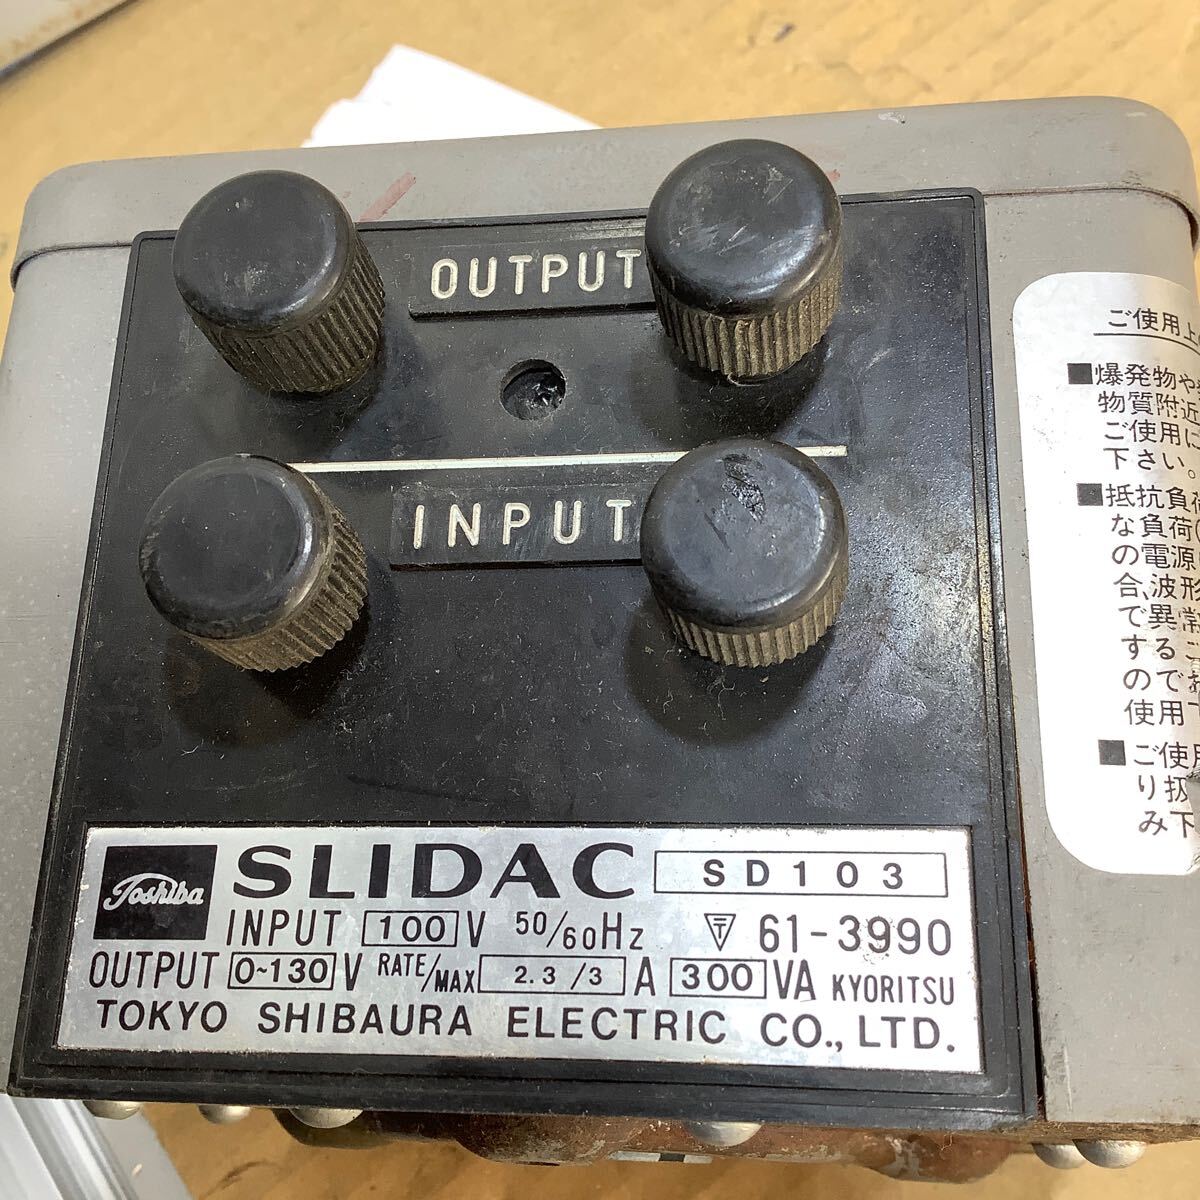 OUTPUT
INPUT
Toshiba
SLIDAC
SD103
INPUT 100 V 50/60Hz 〒 61-3990
OUTPUT 0~130 V RATE/MAX 2.3/3 A 300 VA KYORITSU
TOKYO SHIBAURA ELECTRIC CO., LTD.
ご使用上
■爆発物や
物質附近
ご使用に
下さい。
■抵抗負荷
な負荷(
の電源
合、波形
で異常
するこ
のでお
使用下
■ご使用
り扱
み下